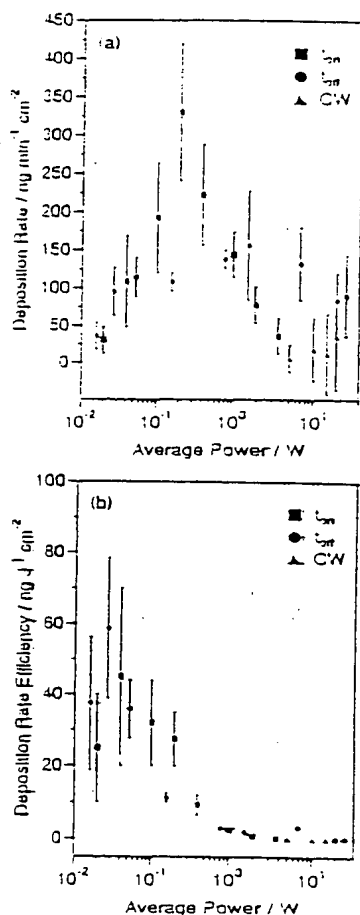 450
(a)
400
350
300
250
200
150
100
50
0
t_on
t_off
CW
Deposition Rate / ng min⁻¹ cm⁻²
10⁻² 10⁻¹ 10⁰ 10¹
Average Power / W
100
(b)
80
60
40
20
0
t_on
t_off
CW
Deposition Rate Efficiency / ng J⁻¹ cm⁻²
10⁻² 10⁻¹ 10⁰ 10¹
Average Power / W